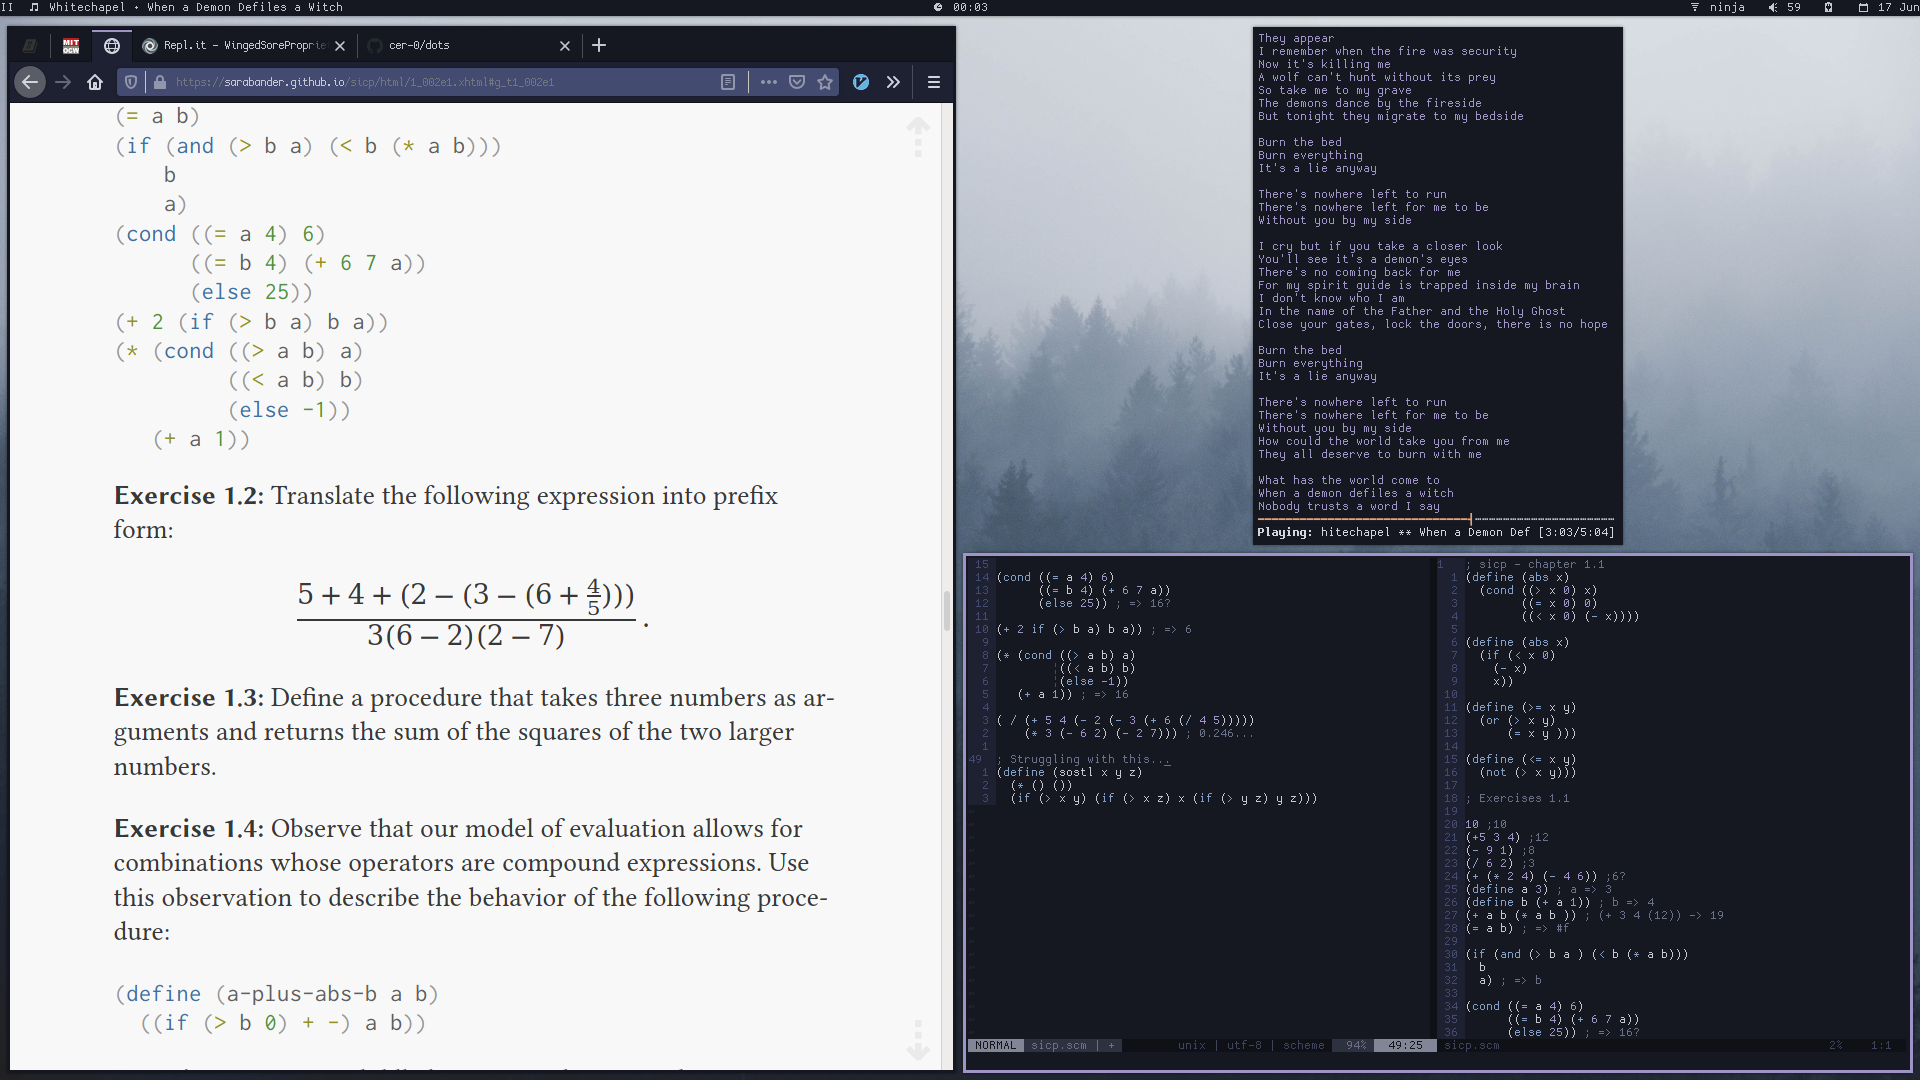 II ♫ Whitechapel • When a Demon Defiles a Witch
00:03
ninja 59 17 Jun
MIT OCW
Repl.it - WingedSorePropri
cer-0/dots
https://sarabander.github.io/sicp/html/1_002e1.xhtml#g_t1_002e1
(= a b)
(if (and (> b a) (< b (* a b)))
b
a)
(cond ((= a 4) 6)
((= b 4) (+ 6 7 a))
(else 25))
(+ 2 (if (> b a) b a))
(* (cond ((> a b) a)
((< a b) b)
(else -1))
(+ a 1))
Exercise 1.2: Translate the following expression into prefix
form:
5 + 4 + (2 − (3 − (6 + 4/5)))
3(6 − 2)(2 − 7) .
Exercise 1.3: Define a procedure that takes three numbers as ar-
guments and returns the sum of the squares of the two larger
numbers.
Exercise 1.4: Observe that our model of evaluation allows for
combinations whose operators are compound expressions. Use
this observation to describe the behavior of the following proce-
dure:
(define (a-plus-abs-b a b)
((if (> b 0) + -) a b))
They appear
I remember when the fire was security
Now it's killing me
A wolf can't hunt without its prey
So take me to my grave
The demons dance by the fireside
But tonight they migrate to my bedside
Burn the bed
Burn everything
It's a lie anyway
There's nowhere left to run
There's nowhere left for me to be
Without you by my side
I cry but if you take a closer look
You'll see it's a demon's eyes
There's no coming back for me
For my spirit guide is trapped inside my brain
I don't know who I am
In the name of the Father and the Holy Ghost
Close your gates, lock the doors, there is no hope
Burn the bed
Burn everything
It's a lie anyway
There's nowhere left to run
There's nowhere left for me to be
Without you by my side
How could the world take you from me
They all deserve to burn with me
What has the world come to
When a demon defiles a witch
Nobody trusts a word I say
Playing: hitechapel ** When a Demon Def [3:03/5:04]
15
14 (cond ((= a 4) 6)
13 ((= b 4) (+ 6 7 a))
12 (else 25)) ; => 16?
11
10 (+ 2 if (> b a) b a)) ; => 6
9
8 (* (cond ((> a b) a)
7 ((< a b) b)
6 (else -1))
5 (+ a 1)) ; => 16
4
3 ( / (+ 5 4 (- 2 (- 3 (+ 6 (/ 4 5)))))
2 (* 3 (- 6 2) (- 2 7))) ; 0.246...
1
49 ; Struggling with this...
1 (define (sostl x y z)
2 (* () ())
3 (if (> x y) (if (> x z) x (if (> y z) y z)))
NORMAL sicp.scm | + unix | utf-8 | scheme 94% 49:25
1 ; sicp - chapter 1.1
1 (define (abs x)
2 (cond ((> x 0) x)
3 ((= x 0) 0)
4 ((< x 0) (- x))))
5
6 (define (abs x)
7 (if (< x 0)
8 (- x)
9 x))
10
11 (define (>= x y)
12 (or (> x y)
13 (= x y )))
14
15 (define (<= x y)
16 (not (> x y)))
17
18 ; Exercises 1.1
19
20 10 ;10
21 (+5 3 4) ;12
22 (- 9 1) ;8
23 (/ 6 2) ;3
24 (+ (* 2 4) (- 4 6)) ;6?
25 (define a 3) ; a => 3
26 (define b (+ a 1)) ; b => 4
27 (+ a b (* a b )) ; (+ 3 4 (12)) -> 19
28 (= a b) ; => #f
29
30 (if (and (> b a ) (< b (* a b)))
31 b
32 a) ; => b
33
34 (cond ((= a 4) 6)
35 ((= b 4) (+ 6 7 a))
36 (else 25)) ; => 16?
sicp.scm 2% 1:1